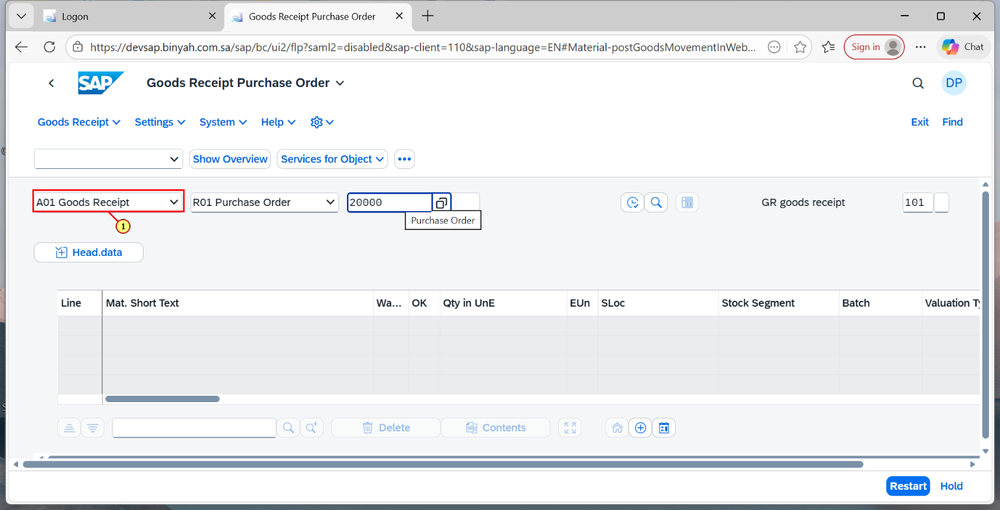 Logon
Goods Receipt Purchase Order
https://devsap.binyah.com.sa/sap/bc/ui2/flp?saml2=disabled&sap-client=110&sap-language=EN#Material-postGoodsMovementInWeb...
Sign in
Chat
SAP
Goods Receipt Purchase Order
DP
Goods Receipt
Settings
System
Help
Exit
Find
Show Overview
Services for Object
A01 Goods Receipt
R01 Purchase Order
20000
GR goods receipt
101
Purchase Order
1
Head.data
Line
Mat. Short Text
Wa...
OK
Qty in UnE
EUn
SLoc
Stock Segment
Batch
Valuation Ty
Delete
Contents
Restart
Hold